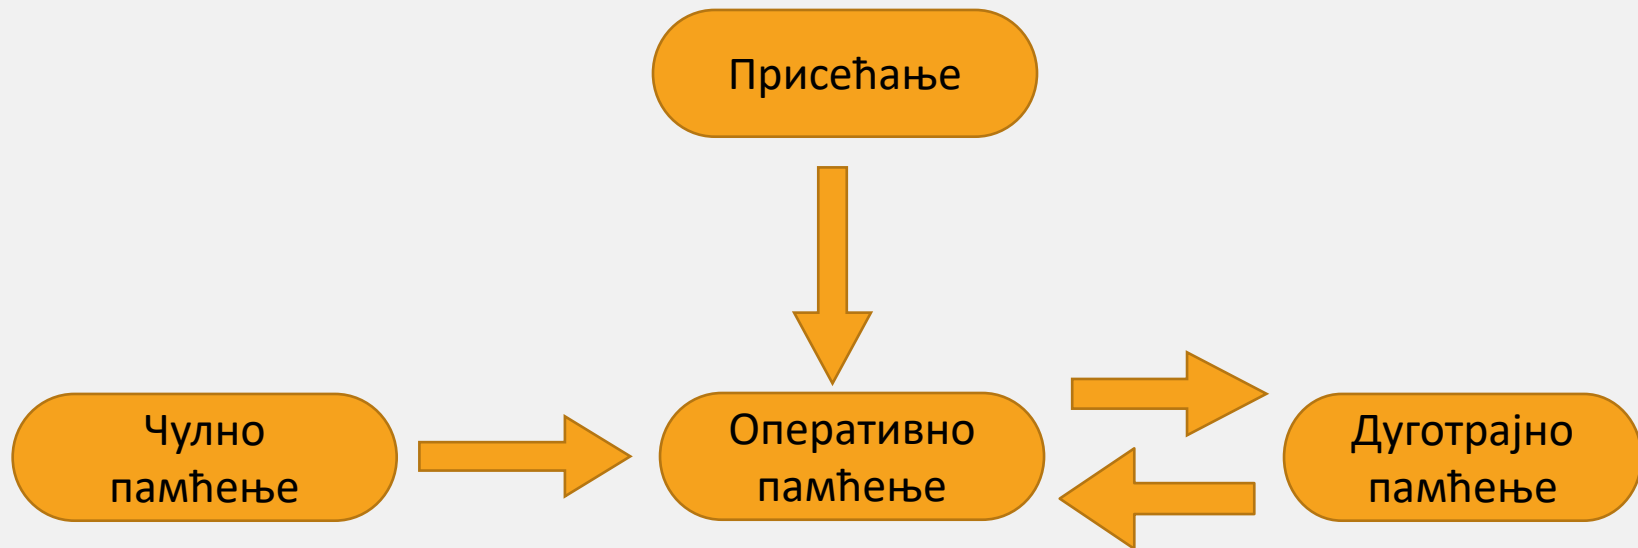 Присећање
Чулно
памћење
Оперативно
памћење
Дуготрајно
памћење